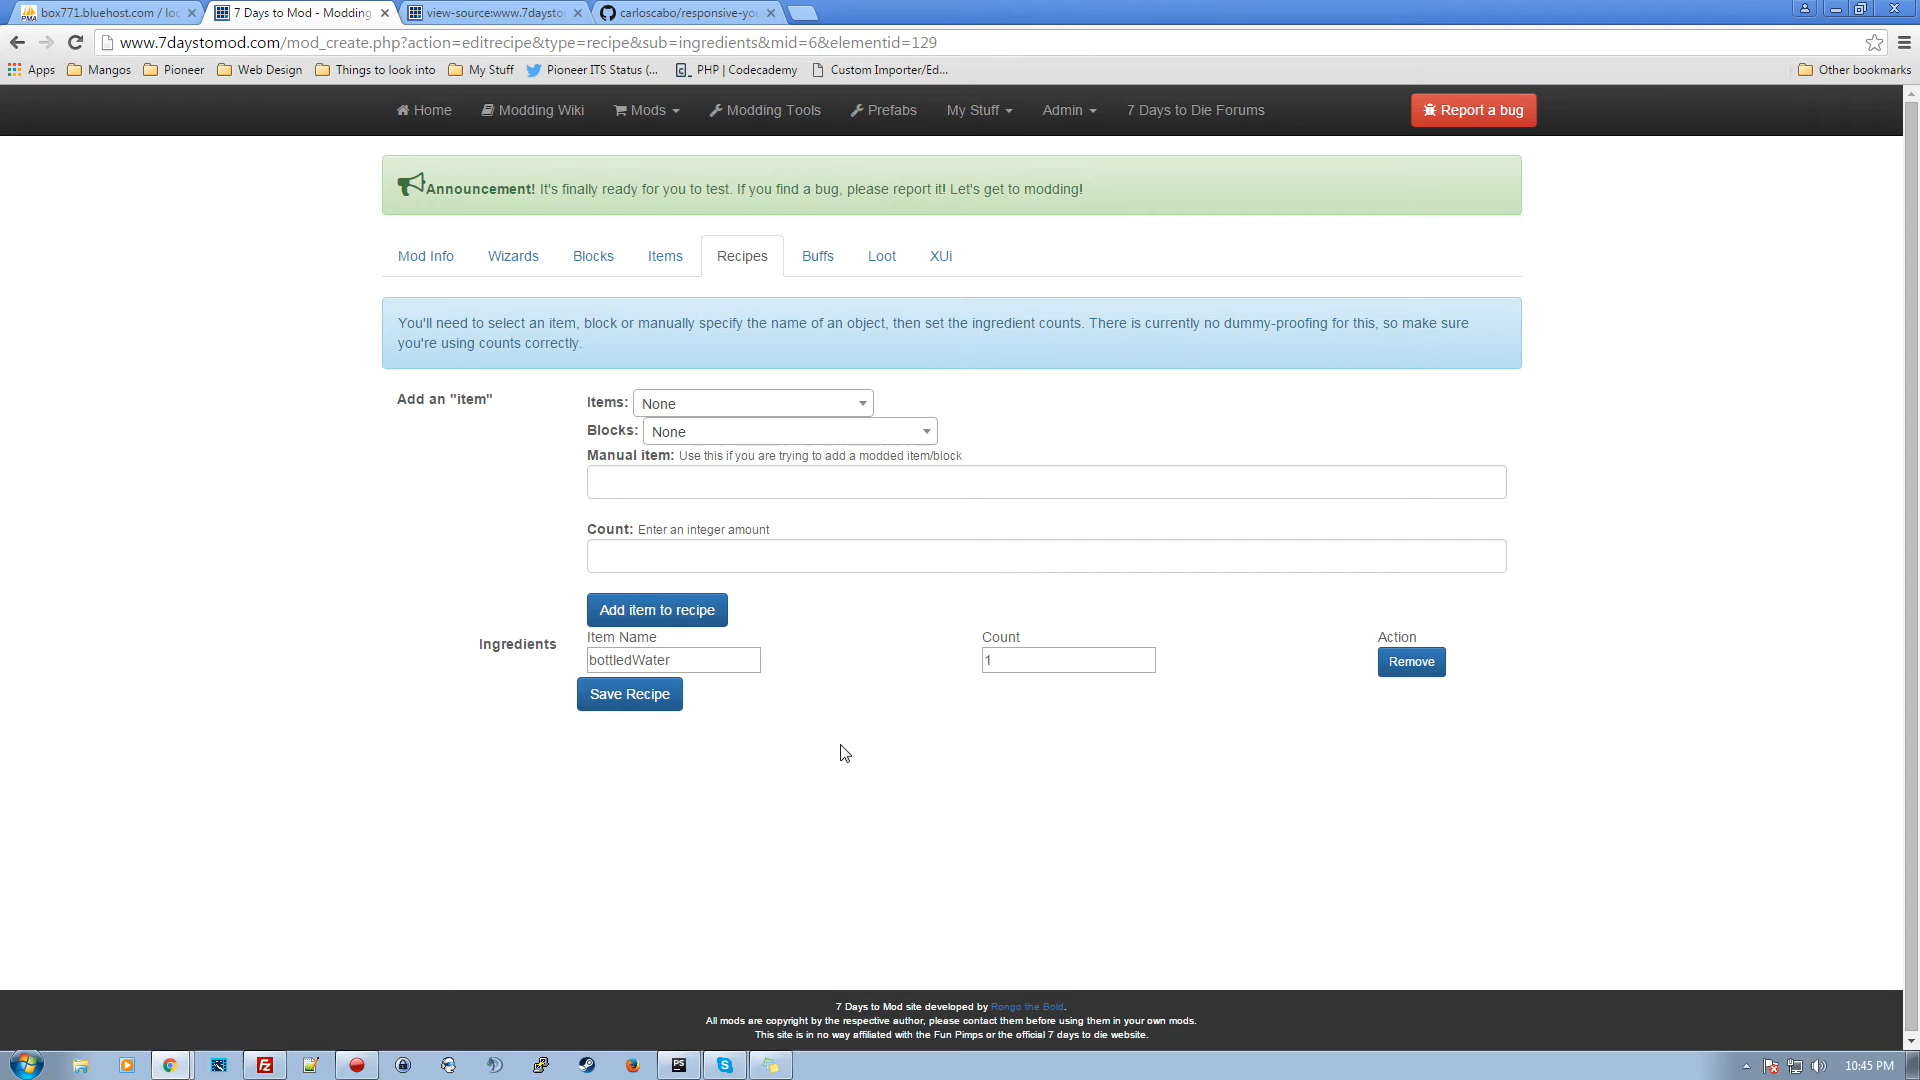 box771.bluehost.com / loc
7 Days to Mod - Modding
view-source:www.7daysto
carloscabo/responsive-you
www.7daystomod.com/mod_create.php?action=editrecipe&type=recipe&sub=ingredients&mid=6&elementid=129
Apps Mangos Pioneer Web Design Things to look into My Stuff Pioneer ITS Status (... PHP | Codecademy Custom Importer/Ed... Other bookmarks
Home Modding Wiki Mods Modding Tools Prefabs My Stuff Admin 7 Days to Die Forums Report a bug
Announcement! It's finally ready for you to test. If you find a bug, please report it! Let's get to modding!
Mod Info Wizards Blocks Items Recipes Buffs Loot XUi
You'll need to select an item, block or manually specify the name of an object, then set the ingredient counts. There is currently no dummy-proofing for this, so make sure
you're using counts correctly.
Add an "item" Items: None
Blocks: None
Manual item: Use this if you are trying to add a modded item/block
Count: Enter an integer amount
Add item to recipe
Ingredients Item Name Count Action
bottledWater 1 Remove
Save Recipe
7 Days to Mod site developed by Rongo the Bold.
All mods are copyright by the respective author, please contact them before using them in your own mods.
This site is in no way affiliated with the Fun Pimps or the official 7 days to die website.
10:45 PM